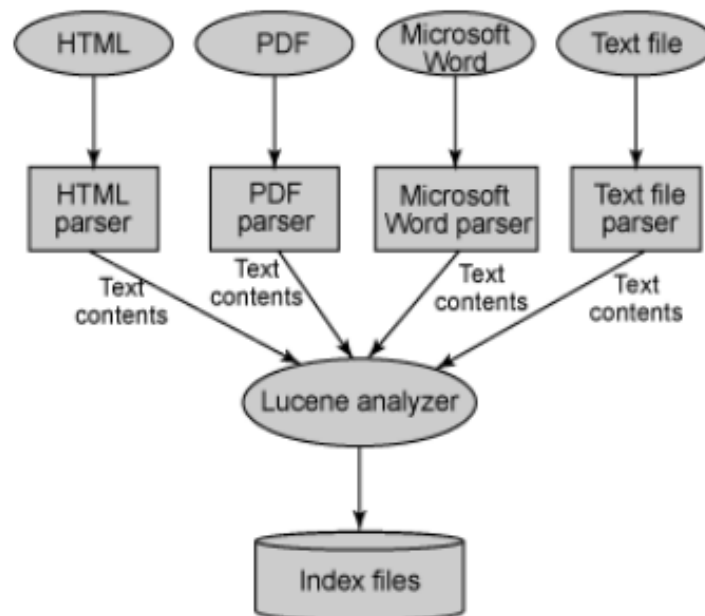 HTML
PDF
Microsoft
Word
Text file
HTML
parser
PDF
parser
Microsoft
Word parser
Text file
parser
Text
contents
Text
contents
Text
contents
Text
contents
Lucene analyzer
Index files